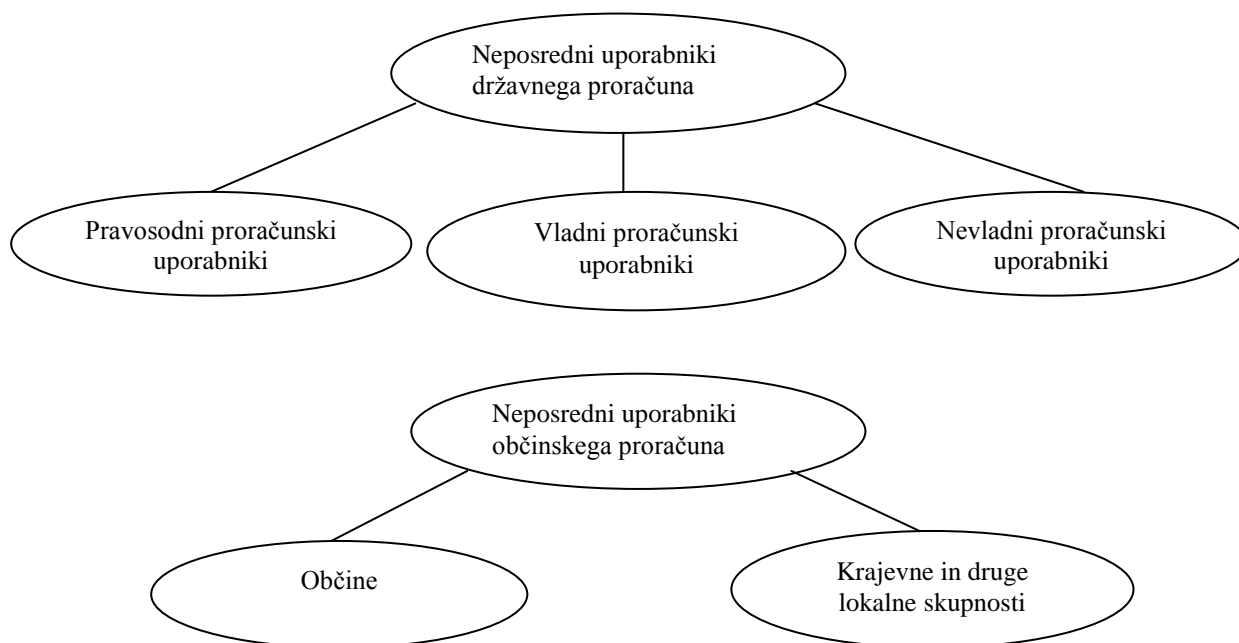 Neposredni uporabniki
državnega proračuna
Pravosodni proračunski
uporabniki
Vladni proračunski
uporabniki
Nevladni proračunski
uporabniki
Neposredni uporabniki
občinskega proračuna
Občine
Krajevne in druge
lokalne skupnosti